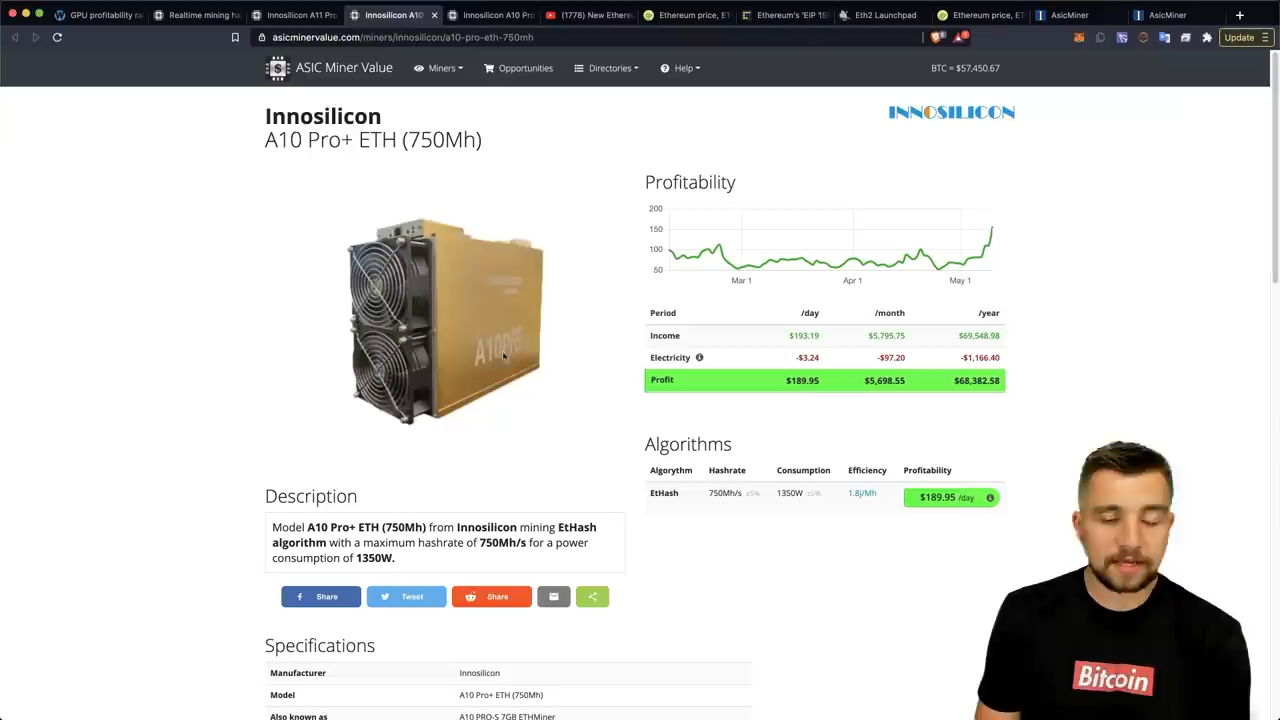 GPU profitability ra
Realtime mining ha
Innosilicon A11 Pro
Innosilicon A10
Innosilicon A10 Pro
(1778) New Ethere
Ethereum price, ET
Ethereum's 'EIP 155
Eth2 Launchpad
Ethereum price, ET
AsicMiner
AsicMiner
asicminervalue.com/miners/innosilicon/a10-pro-eth-750mh
Update
ASIC Miner Value
Miners
Opportunities
Directories
Help
BTC = $57,450.67
Innosilicon
INNOSILICON
A10 Pro+ ETH (750Mh)
Profitability
200
150
100
50
Mar 1
Apr 1
May 1
Period /day /month /year
Income $193.19 $5,795.75 $69,548.98
Electricity -$3.24 -$97.20 -$1,166.40
Profit $189.95 $5,698.55 $68,382.58
Algorithms
Algorythm Hashrate Consumption Efficiency Profitability
EtHash 750Mh/s ±5% 1350W ±5% 1.8j/Mh $189.95 /day
Description
Model A10 Pro+ ETH (750Mh) from Innosilicon mining EtHash
algorithm with a maximum hashrate of 750Mh/s for a power
consumption of 1350W.
Share
Tweet
Share
Specifications
Manufacturer Innosilicon
Model A10 Pro+ ETH (750Mh)
Also known as A10 PRO-S 7GB ETHMiner
Bitcoin